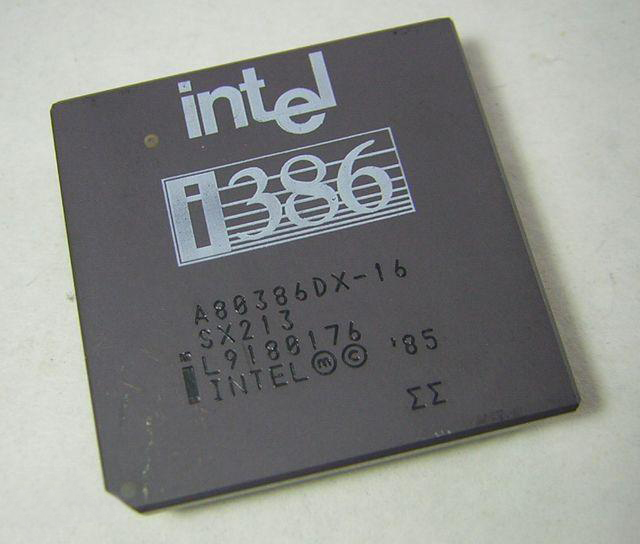 intel
i386
A80386DX-16
SX213
L9180176
INTEL Ⓜ © '85
ΣΣ